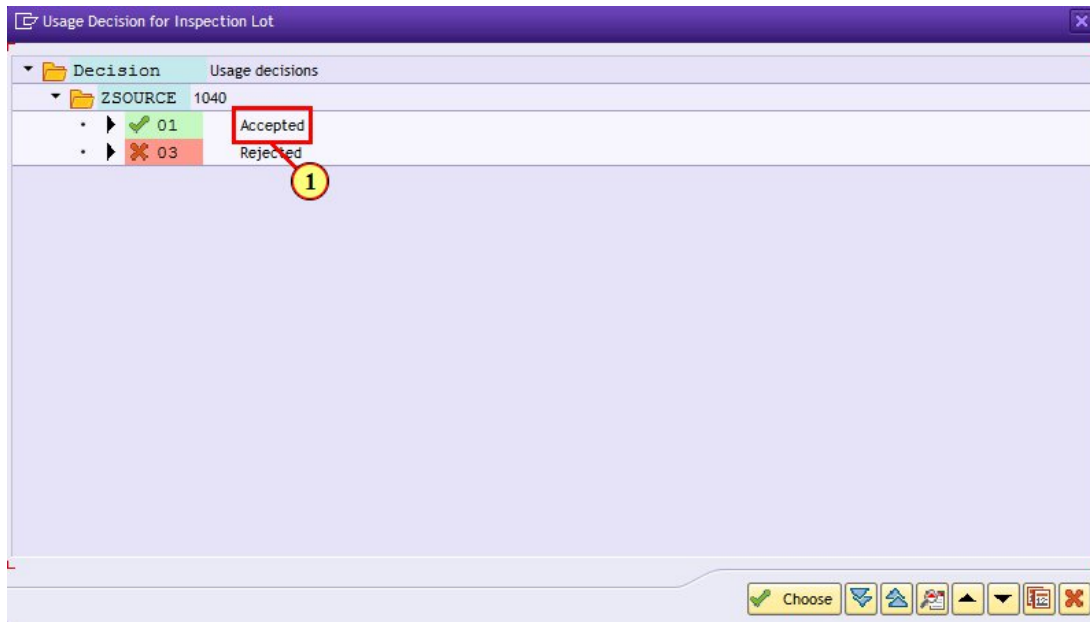 Usage Decision for Inspection Lot
Decision Usage decisions
ZSOURCE 1040
01 Accepted
03 Rejected
1
Choose